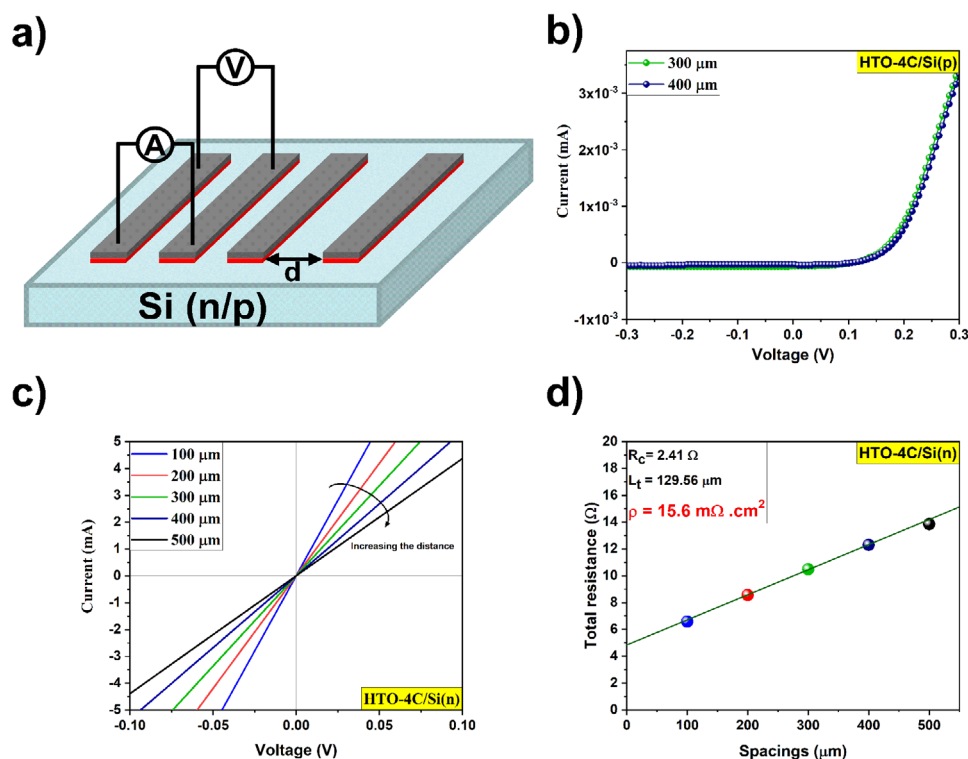 a)
V
A
d
Si (n/p)
b)
300 μm
400 μm
HTO-4C/Si(p)
3x10⁻³
2x10⁻³
1x10⁻³
0
-1x10⁻³
Current (mA)
-0.3 -0.2 -0.1 0.0 0.1 0.2 0.3
Voltage (V)
c)
100 μm
200 μm
300 μm
400 μm
500 μm
Increasing the distance
HTO-4C/Si(n)
5
4
3
2
1
0
-1
-2
-3
-4
-5
Current (mA)
-0.10 -0.05 0.00 0.05 0.10
Voltage (V)
d)
R_C= 2.41 Ω
L_t = 129.56 μm
ρ = 15.6 mΩ .cm²
HTO-4C/Si(n)
20
18
16
14
12
10
8
6
4
2
0
Total resistance (Ω)
0 100 200 300 400 500
Spacings (μm)